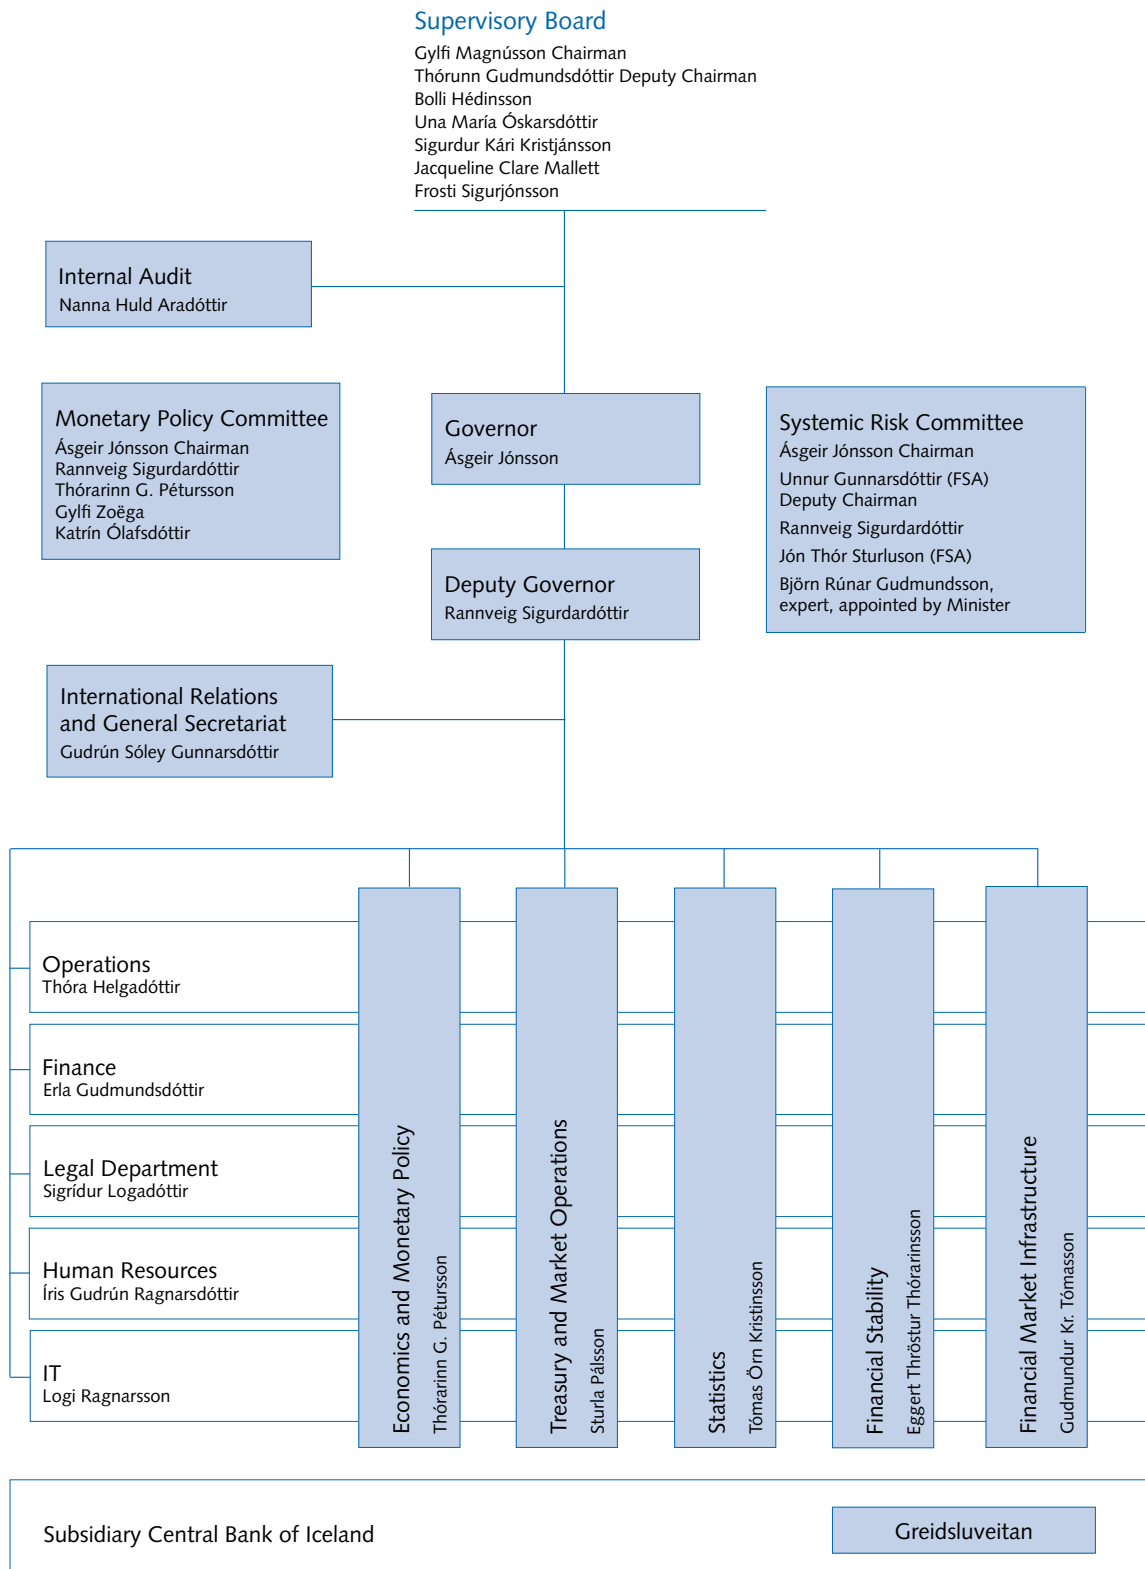 Supervisory Board
Gylfi Magnússon Chairman
Thórunn Gudmundsdóttir Deputy Chairman
Bolli Hédinsson
Una María Óskarsdóttir
Sigurdur Kári Kristjánsson
Jacqueline Clare Mallett
Frosti Sigurjónsson
Internal Audit
Nanna Huld Aradóttir
Monetary Policy Committee
Ásgeir Jónsson Chairman
Rannveig Sigurdardóttir
Thórarinn G. Pétursson
Gylfi Zoëga
Katrín Ólafsdóttir
Governor
Ásgeir Jónsson
Systemic Risk Committee
Ásgeir Jónsson Chairman
Unnur Gunnarsdóttir (FSA)
Deputy Chairman
Rannveig Sigurdardóttir
Jón Thór Sturluson (FSA)
Björn Rúnar Gudmundsson,
expert, appointed by Minister
Deputy Governor
Rannveig Sigurdardóttir
International Relations
and General Secretariat
Gudrún Sóley Gunnarsdóttir
Operations
Thóra Helgadóttir
Finance
Erla Gudmundsdóttir
Legal Department
Sigrídur Logadóttir
Human Resources
Íris Gudrún Ragnarsdóttir
IT
Logi Ragnarsson
Economics and Monetary Policy
Thórarinn G. Pétursson
Treasury and Market Operations
Sturla Pálsson
Statistics
Tómas Örn Kristinsson
Financial Stability
Eggert Thröstur Thórarinsson
Financial Market Infrastructure
Gudmundur Kr. Tómasson
Subsidiary Central Bank of Iceland
Greidsluveitan